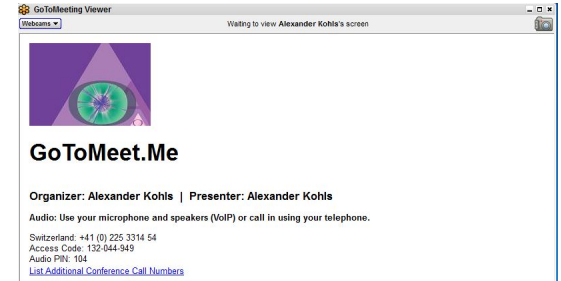 GoToMeeting Viewer
Webcams
Waiting to view Alexander Kohls's screen
GoToMeet.Me
Organizer: Alexander Kohls | Presenter: Alexander Kohls
Audio: Use your microphone and speakers (VoIP) or call in using your telephone.
Switzerland: +41 (0) 225 3314 54
Access Code: 132-044-949
Audio PIN: 104
List Additional Conference Call Numbers